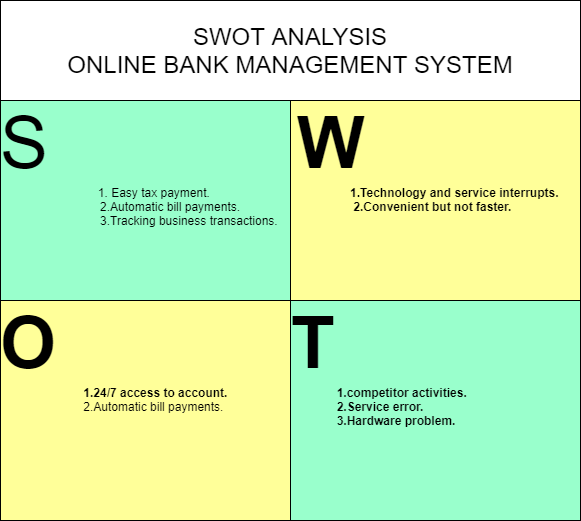 SWOT ANALYSIS
ONLINE BANK MANAGEMENT SYSTEM
S
1. Easy tax payment.
2.Automatic bill payments.
3.Tracking business transactions.
W
1.Technology and service interrupts.
2.Convenient but not faster.
O
1.24/7 access to account.
2.Automatic bill payments.
T
1.competitor activities.
2.Service error.
3.Hardware problem.